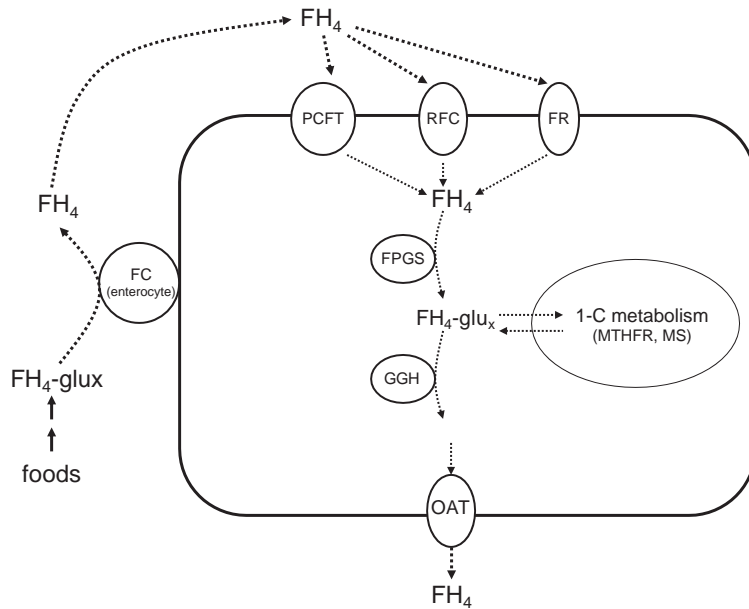 FH₄
PCFT
RFC
FR
FH₄
FH₄
FC
(enterocyte)
FPGS
FH₄-gluₓ
1-C metabolism
(MTHFR, MS)
FH₄-glux
GGH
foods
OAT
FH₄